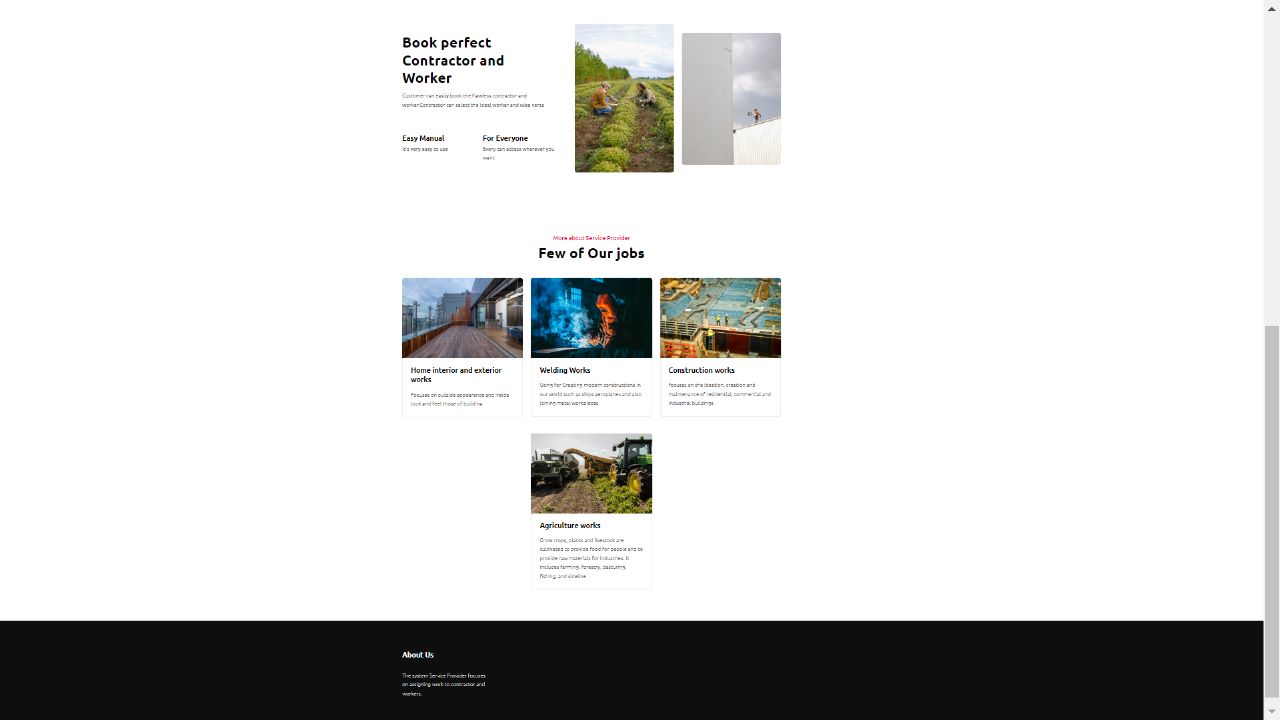 Book perfect
Contractor and
Worker
Customer can easily book the flawless contractor and
worker.Contractor can select the ideal worker and wise versa
Easy Manual
It's very easy to use
For Everyone
Every can access wherever you
want
More about Service Provider
Few of Our jobs
Home interior and exterior
works
Focuses on outside appearance and inside
look and feel those of building
Welding Works
Using for Creating modern constructions in
our world such as ships aeroplanes and also
joining metal workpieces
Construction works
Focuses on the ideation, creation and
maintenance of residential, commercial and
industrial buildings
Agriculture works
Grow crops, plants and livestock are
cultivated to provide food for people and to
provide raw materials for industries. It
includes farming, forestry, pasturing,
fishing, and sideline
About Us
The system Service Provider focuses
on assigning work to contractor and
workers.